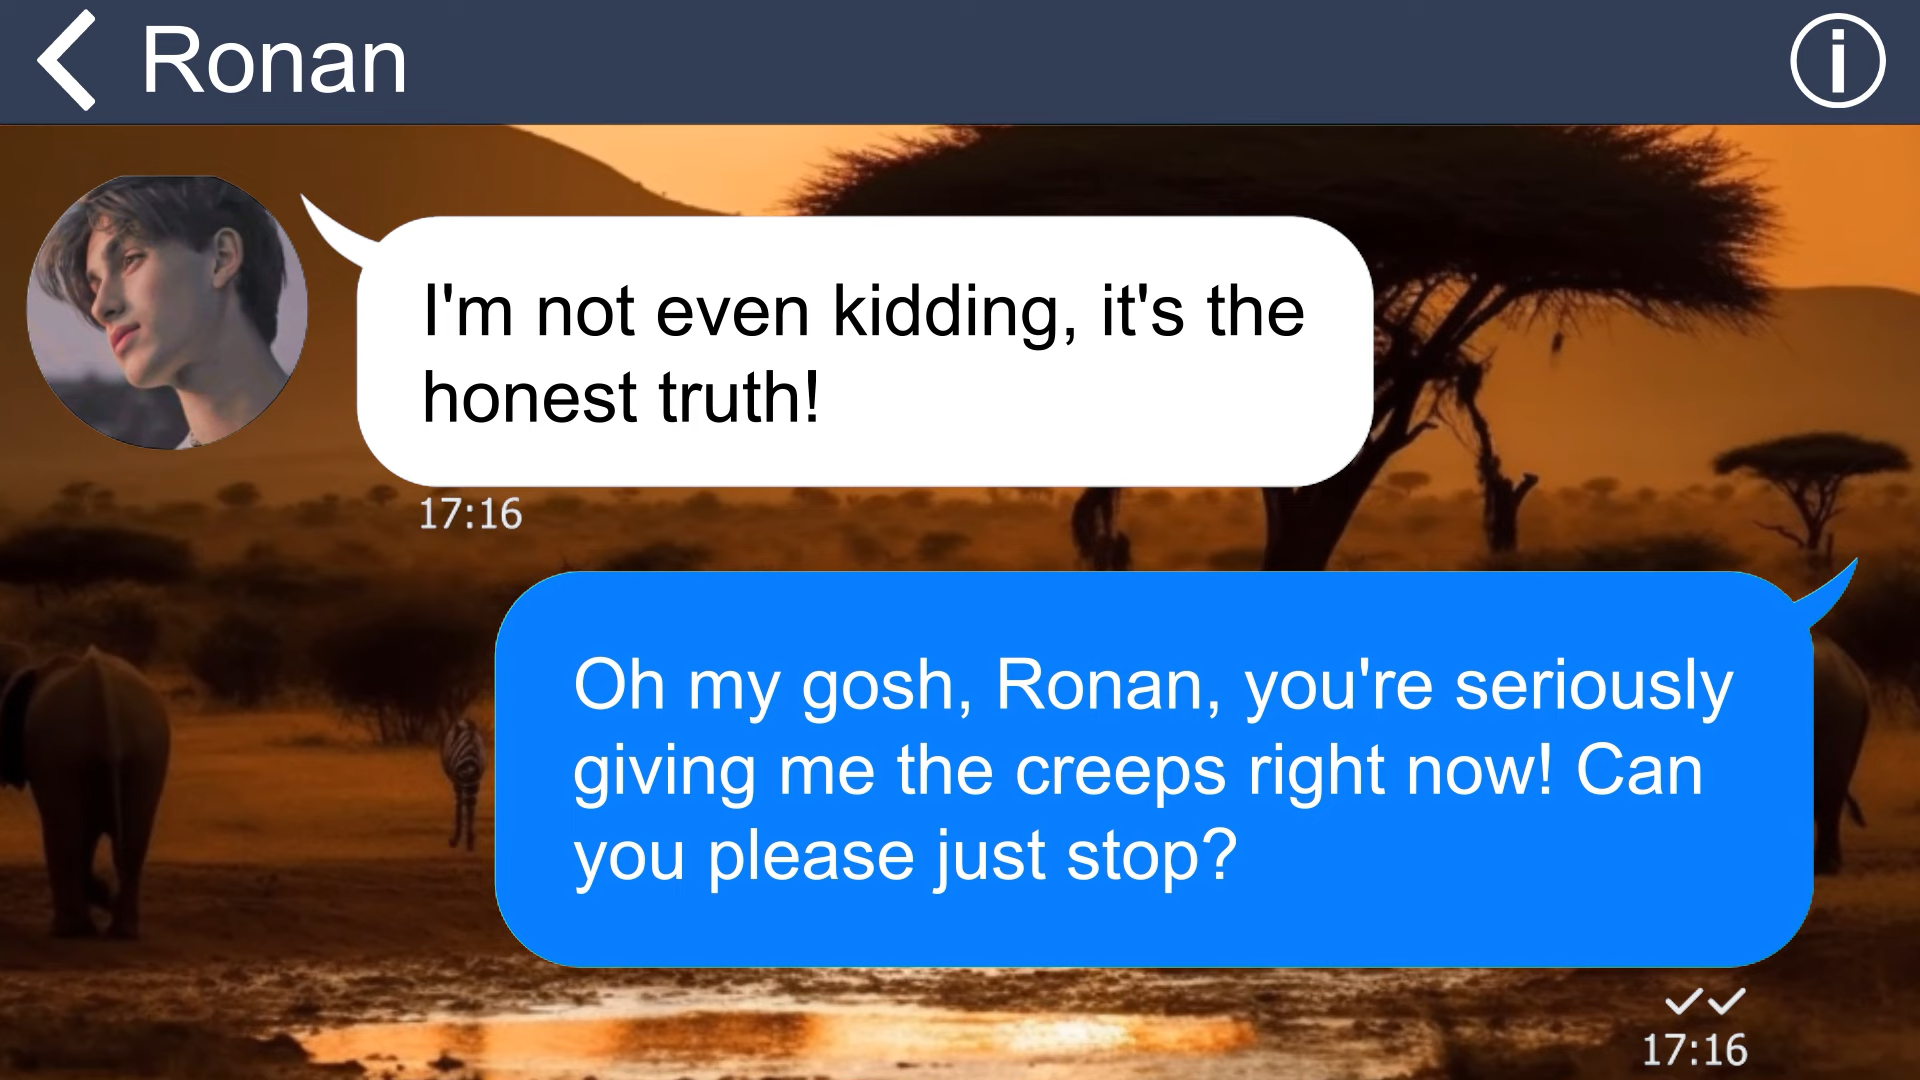 Ronan
I'm not even kidding, it's the
honest truth!
17:16
Oh my gosh, Ronan, you're seriously
giving me the creeps right now! Can
you please just stop?
17:16